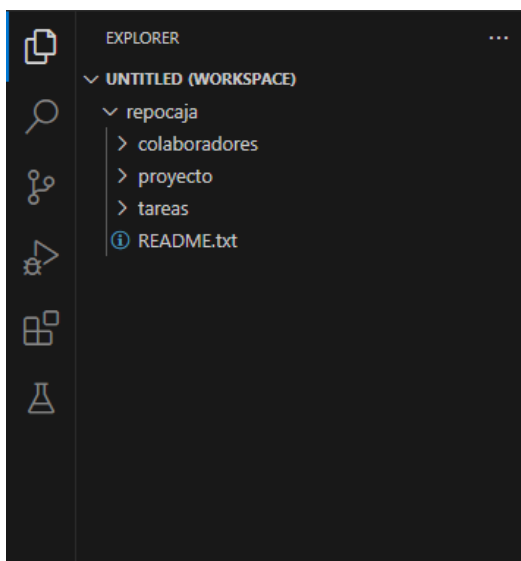 EXPLORER
UNTITLED (WORKSPACE)
repocaja
colaboradores
proyecto
tareas
README.txt